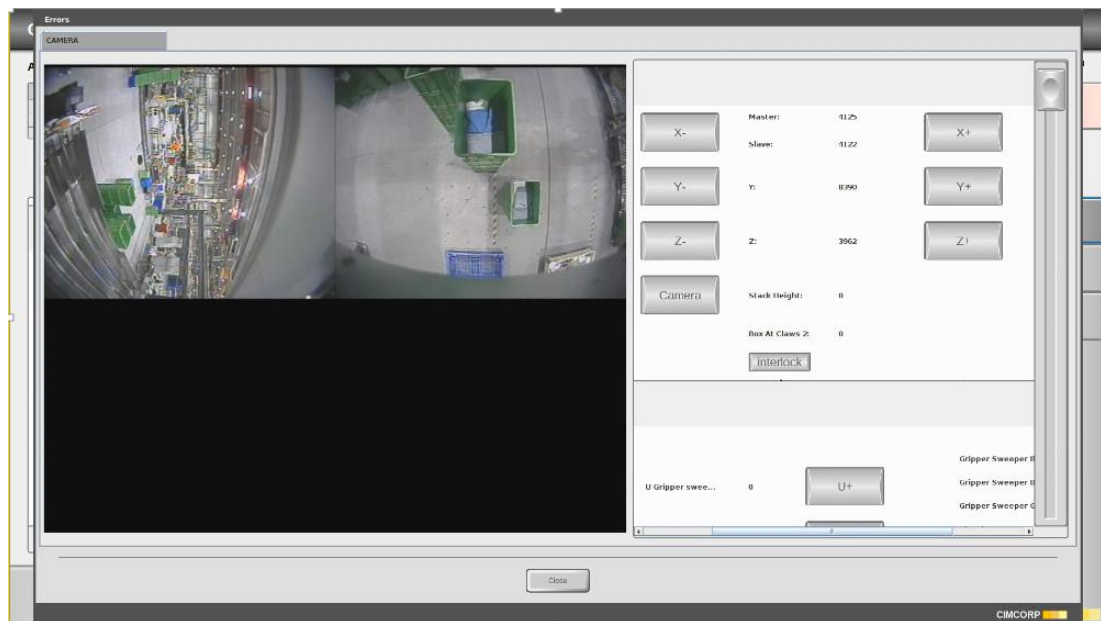 Errors
CAMERA
X-
Master: 4125
X+
Slave: 4122
Y-
Y: 8390
Y+
Z-
Z: 3962
Z+
Camera
Stack Height: 0
Box At Claws 2: 0
interlock
Gripper Sweeper
U Gripper swee... 0
U+
Gripper Sweeper
Gripper Sweeper
Close
CIMCORP